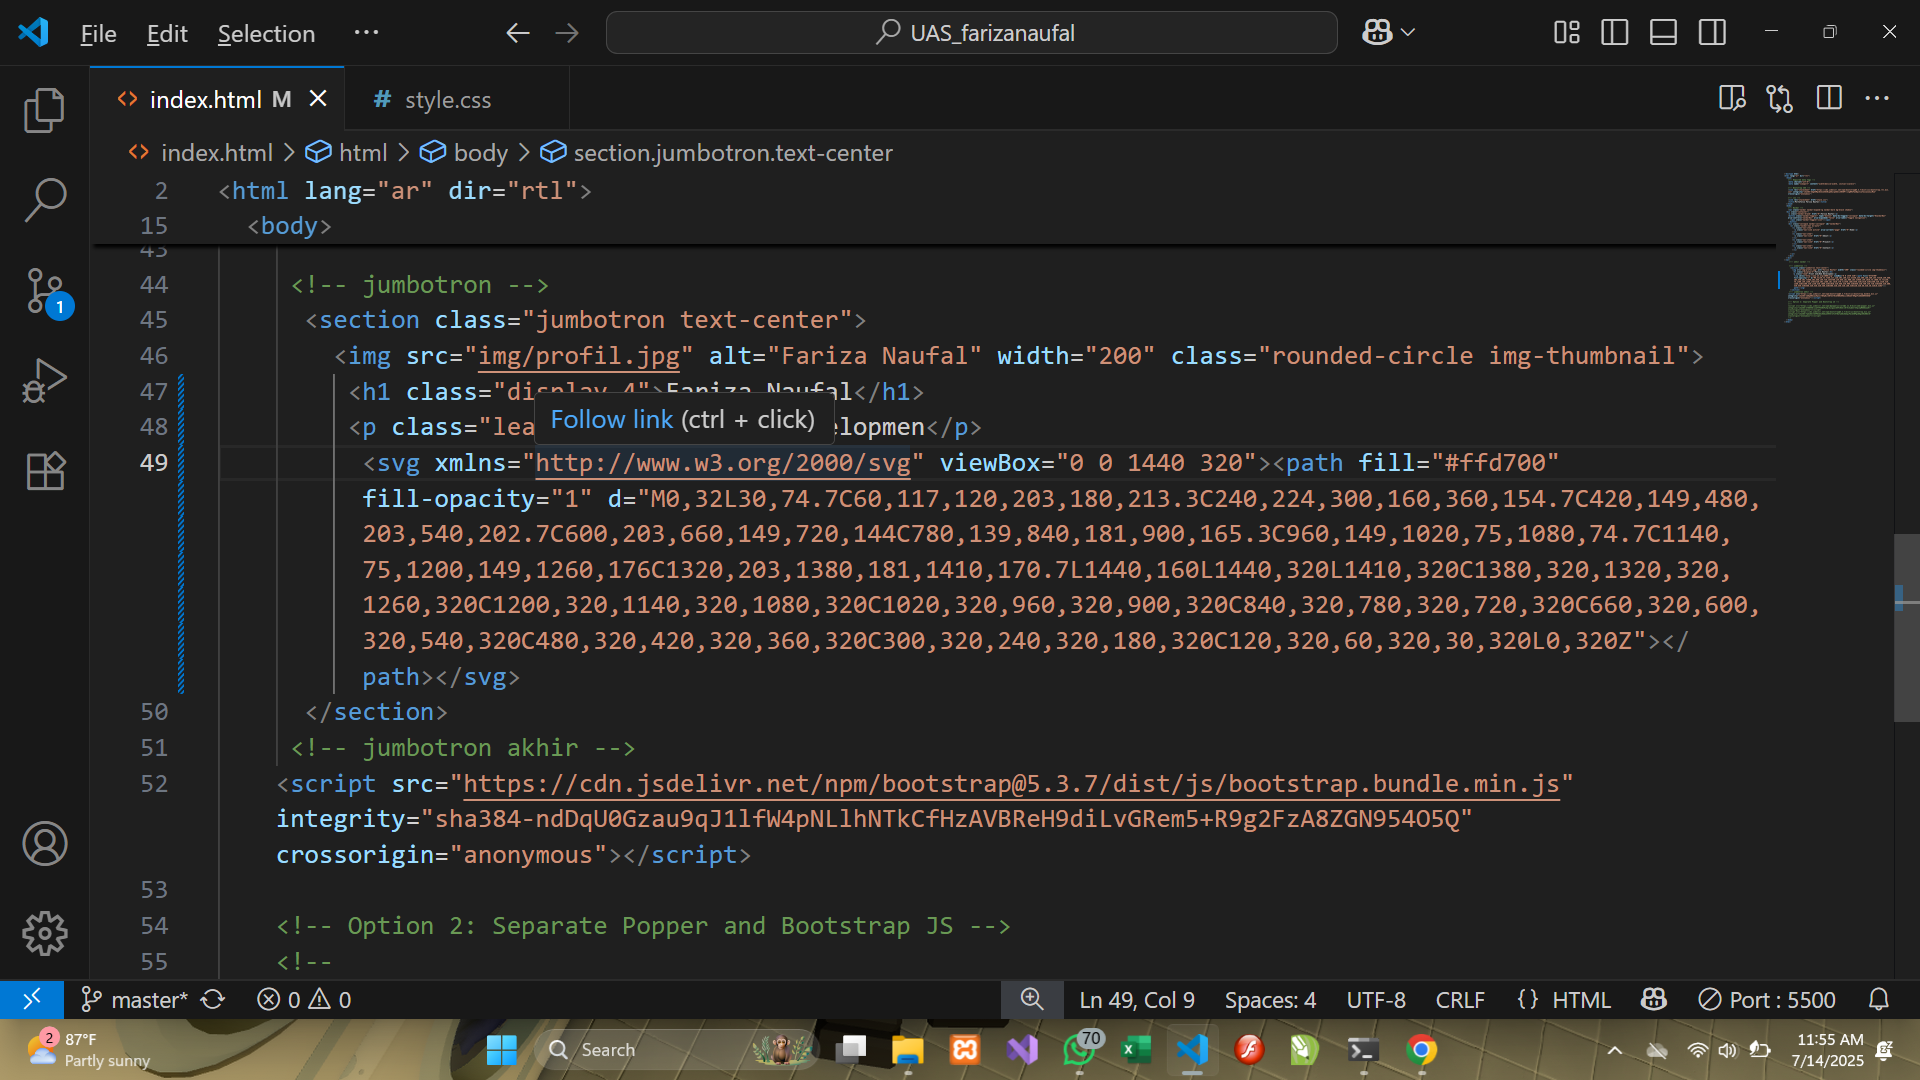 File Edit Selection ··· UAS_farizanaufal
index.html M style.css
index.html > html > body > section.jumbotron.text-center
2 <html lang="ar" dir="rtl">
15 <body>
43
44 <!-- jumbotron -->
45 <section class="jumbotron text-center">
46 <img src="img/profil.jpg" alt="Fariza Naufal" width="200" class="rounded-circle img-thumbnail">
47 <h1 class="display-4">Fariza Naufal</h1>
Follow link (ctrl + click)
48 <p class="lea elopmen</p>
49 <svg xmlns="http://www.w3.org/2000/svg" viewBox="0 0 1440 320"><path fill="#ffd700"
fill-opacity="1" d="M0,32L30,74.7C60,117,120,203,180,213.3C240,224,300,160,360,154.7C420,149,480,
203,540,202.7C600,203,660,149,720,144C780,139,840,181,900,165.3C960,149,1020,75,1080,74.7C1140,
75,1200,149,1260,176C1320,203,1380,181,1410,170.7L1440,160L1440,320L1410,320C1380,320,1320,320,
1260,320C1200,320,1140,320,1080,320C1020,320,960,320,900,320C840,320,780,320,720,320C660,320,600,
320,540,320C480,320,420,320,360,320C300,320,240,320,180,320C120,320,60,320,30,320L0,320Z"></
path></svg>
50 </section>
51 <!-- jumbotron akhir -->
52 <script src="https://cdn.jsdelivr.net/npm/bootstrap@5.3.7/dist/js/bootstrap.bundle.min.js"
integrity="sha384-ndDqU0Gzau9qJ1lfW4pNLlhNTkCfHzAVBReH9diLvGRem5+R9g2FzA8ZGN954O5Q"
crossorigin="anonymous"></script>
53
54 <!-- Option 2: Separate Popper and Bootstrap JS -->
55 <!--
1
master* 0 0 Ln 49, Col 9 Spaces: 4 UTF-8 CRLF {} HTML Port : 5500
2 87°F
Partly sunny
Search
70
11:55 AM
7/14/2025